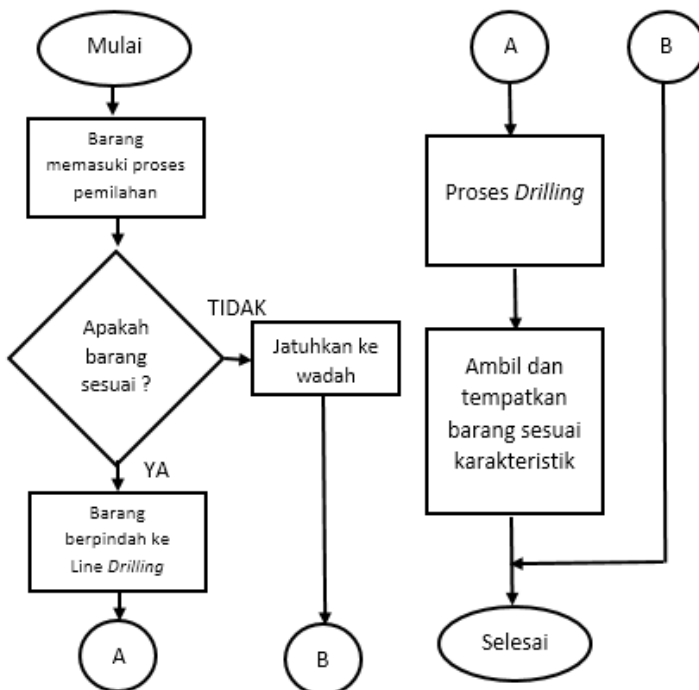 Mulai
Barang
memasuki proses
pemilahan
Apakah
barang
sesuai ?
TIDAK
Jatuhkan ke
wadah
YA
Barang
berpindah ke
Line Drilling
A
B
A
B
Proses Drilling
Ambil dan
tempatkan
barang sesuai
karakteristik
Selesai